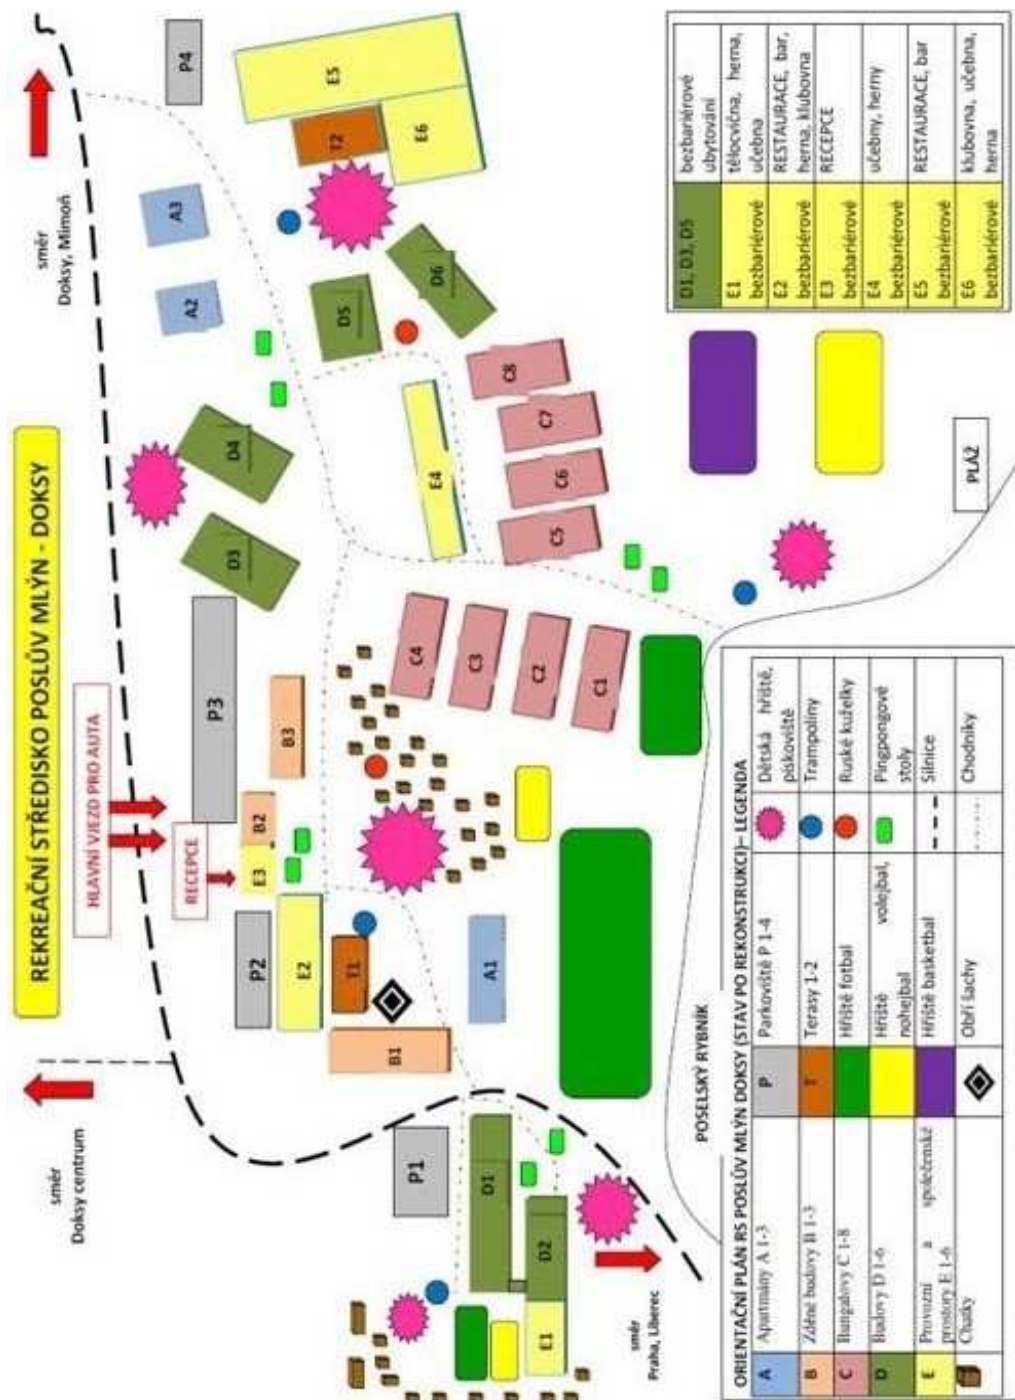 REKREAČNÍ STŘEDISKO POSLŮV MLÝN - DOKSY
směr
Doksy centrum
směr
Doksy, Mimoň
HLAVNÍ VJEZD PRO AUTA
RECEPCE
P1
P2
P3
P4
E3
B2
B3
E2
T1
B1
A1
D3
D4
A2
A3
E5
T2
E6
D5
D6
E4
C4
C3
C2
C1
C5
C6
C7
C8
D1
D2
E1
směr
Praha, Liberec
POSELSKÝ RYBNÍK
PLÁŽ
D1, D3, D5 bezbariérové ubytování
E1 bezbariérové tělocvična, herna, učebna
E2 bezbariérové RESTAURACE, bar, herna, klubovna
E3 bezbariérové RECEPCE
E4 bezbariérové učebny, herny
E5 bezbariérové RESTAURACE, bar
E6 bezbariérové klubovna, učebna, herna
ORIENTAČNÍ PLÁN RS POSLŮV MLÝN DOKSY (STAV PO REKONSTRUKCI)– LEGENDA
A Apartmány A 1-3 P Parkoviště P 1-4 Dětská hřiště, pískoviště
B Zděné budovy B 1-3 T Terasy 1-2 Trampolíny
C Bungalovy C 1-8 Hřiště fotbal Ruské kuželky
D Budovy D 1-6 Hřiště volejbal, nohejbal Pingpongové stoly
E Provozní a společenské prostory E 1-6 Hřiště basketbal Silnice
Chatky Obří šachy Chodníky